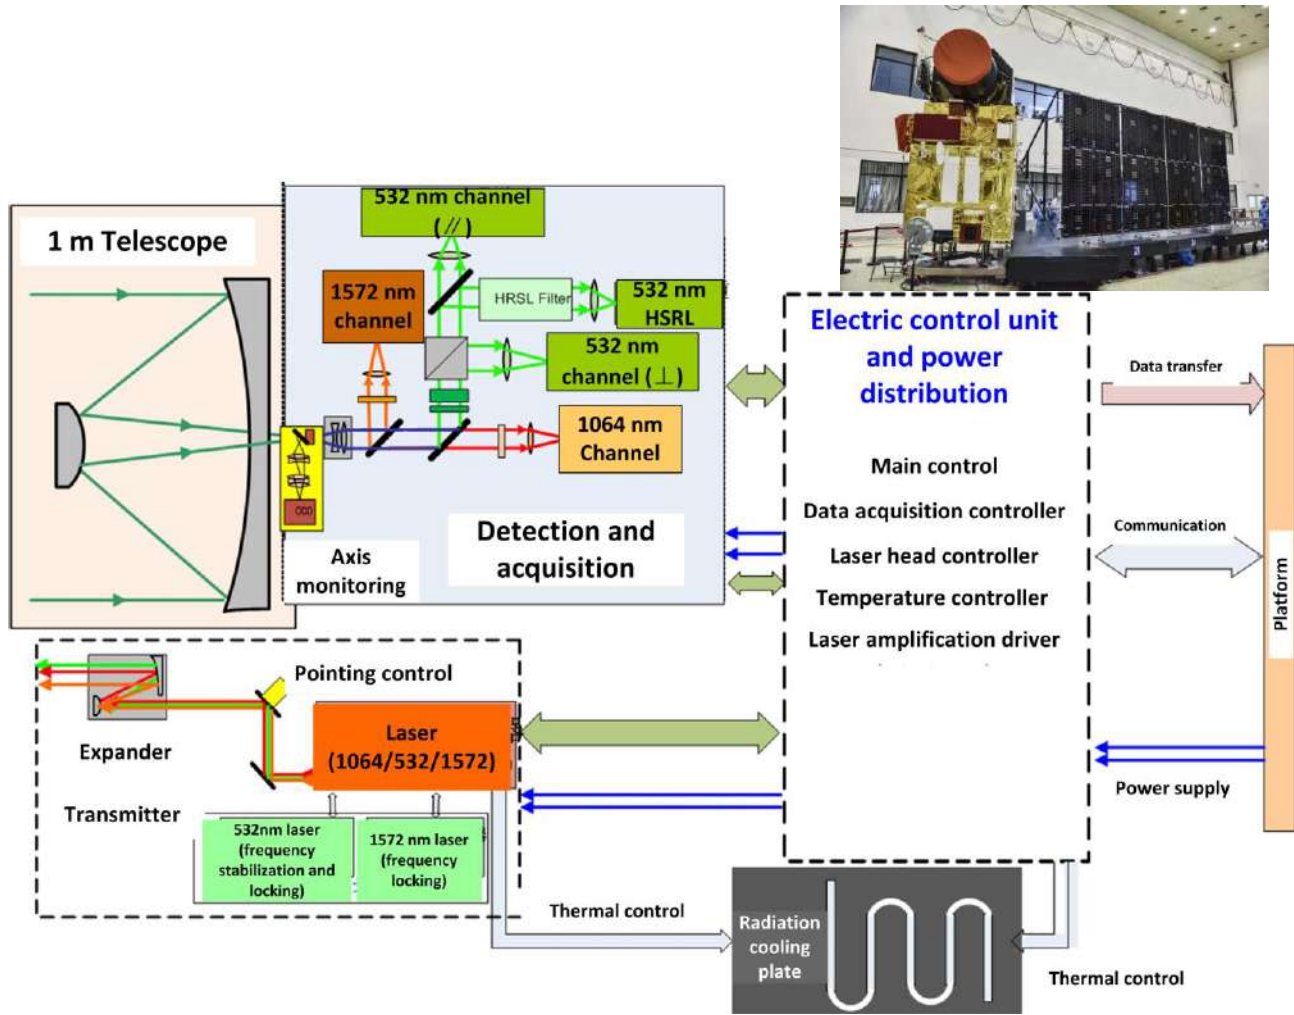 1 m Telescope
532 nm channel
( // )
1572 nm
channel
HRSL Filter
532 nm
HSRL
532 nm
channel (⊥)
1064 nm
Channel
Detection and
acquisition
Axis
monitoring
Electric control unit
and power
distribution
Main control
Data acquisition controller
Laser head controller
Temperature controller
Laser amplification driver
Data transfer
Communication
Power supply
Platform
Pointing control
Expander
Transmitter
Laser
(1064/532/1572)
532nm laser
(frequency
stabilization and
locking)
1572 nm laser
(frequency
locking)
Thermal control
Radiation
cooling
plate
Thermal control